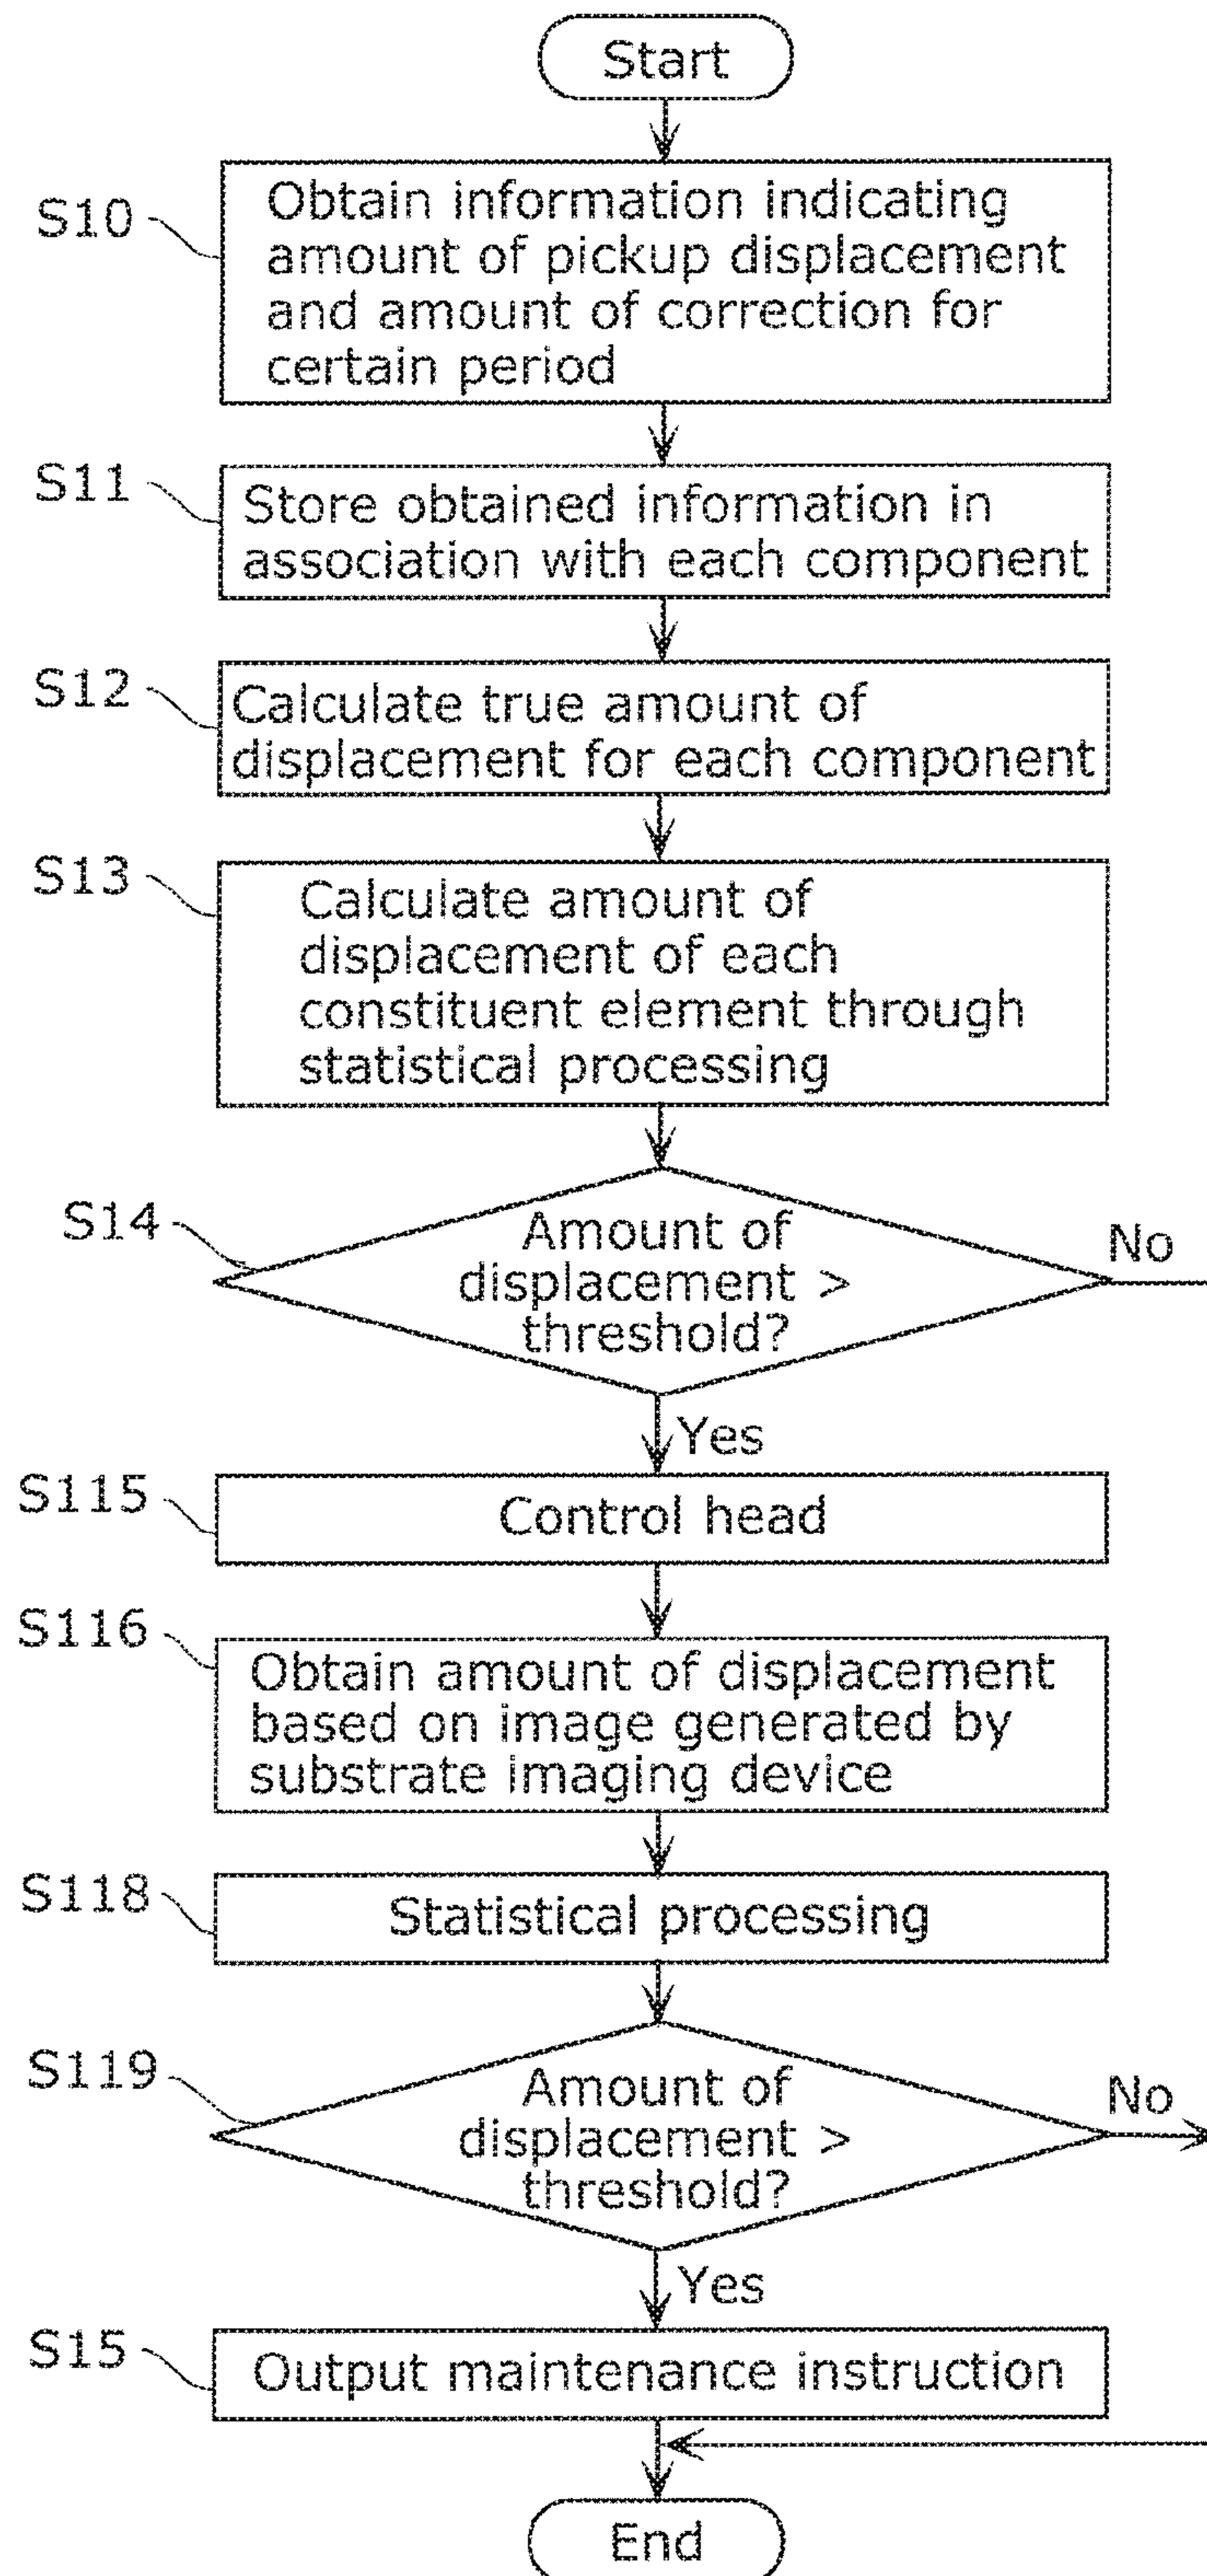 Start
S10
Obtain information indicating
amount of pickup displacement
and amount of correction for
certain period
S11
Store obtained information in
association with each component
S12
Calculate true amount of
displacement for each component
S13
Calculate amount of
displacement of each
constituent element through
statistical processing
S14
Amount of
displacement >
threshold?
No
Yes
S115
Control head
S116
Obtain amount of displacement
based on image generated by
substrate imaging device
S118
Statistical processing
S119
Amount of
displacement >
threshold?
No
Yes
S15
Output maintenance instruction
End